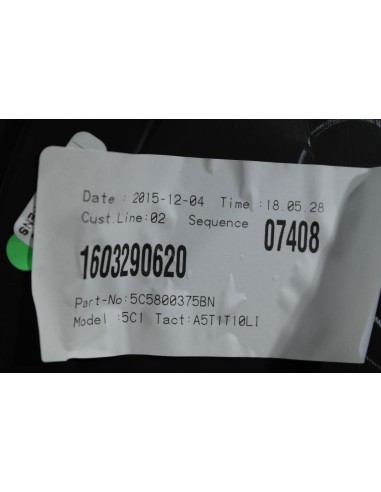 Date : 2015-12-04 Time :18.05.28
Cust.Line:02 Sequence 07408
1603290620
Part-No:5C5800375BN
Model :5C1 Tact:A5T1T10LI